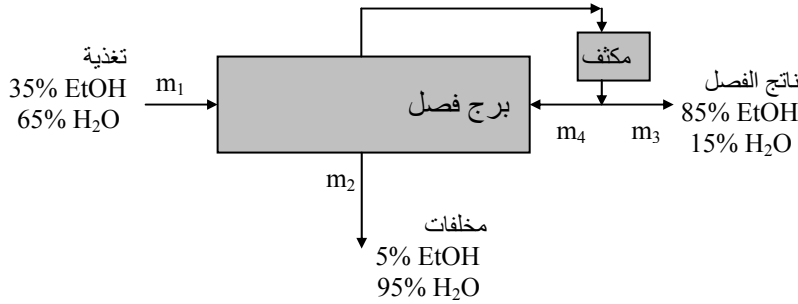 تغذية
35% EtOH
65% H₂O
m₁
برج فصل
مكثف
ناتج الفصل
85% EtOH
15% H₂O
m₄
m₃
m₂
مخلفات
5% EtOH
95% H₂O